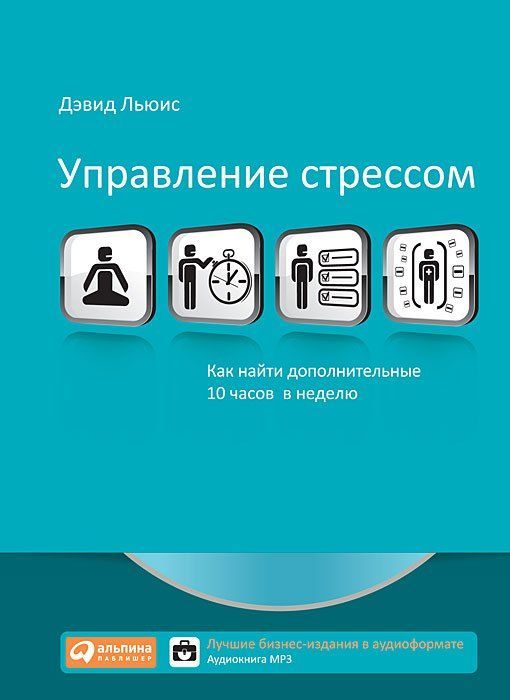 Дэвид Льюис
Управление стрессом
Как найти дополнительные
10 часов в неделю
альпина
ПАБЛИШЕР
Лучшие бизнес-издания в аудиоформате
Аудиокнига MP3